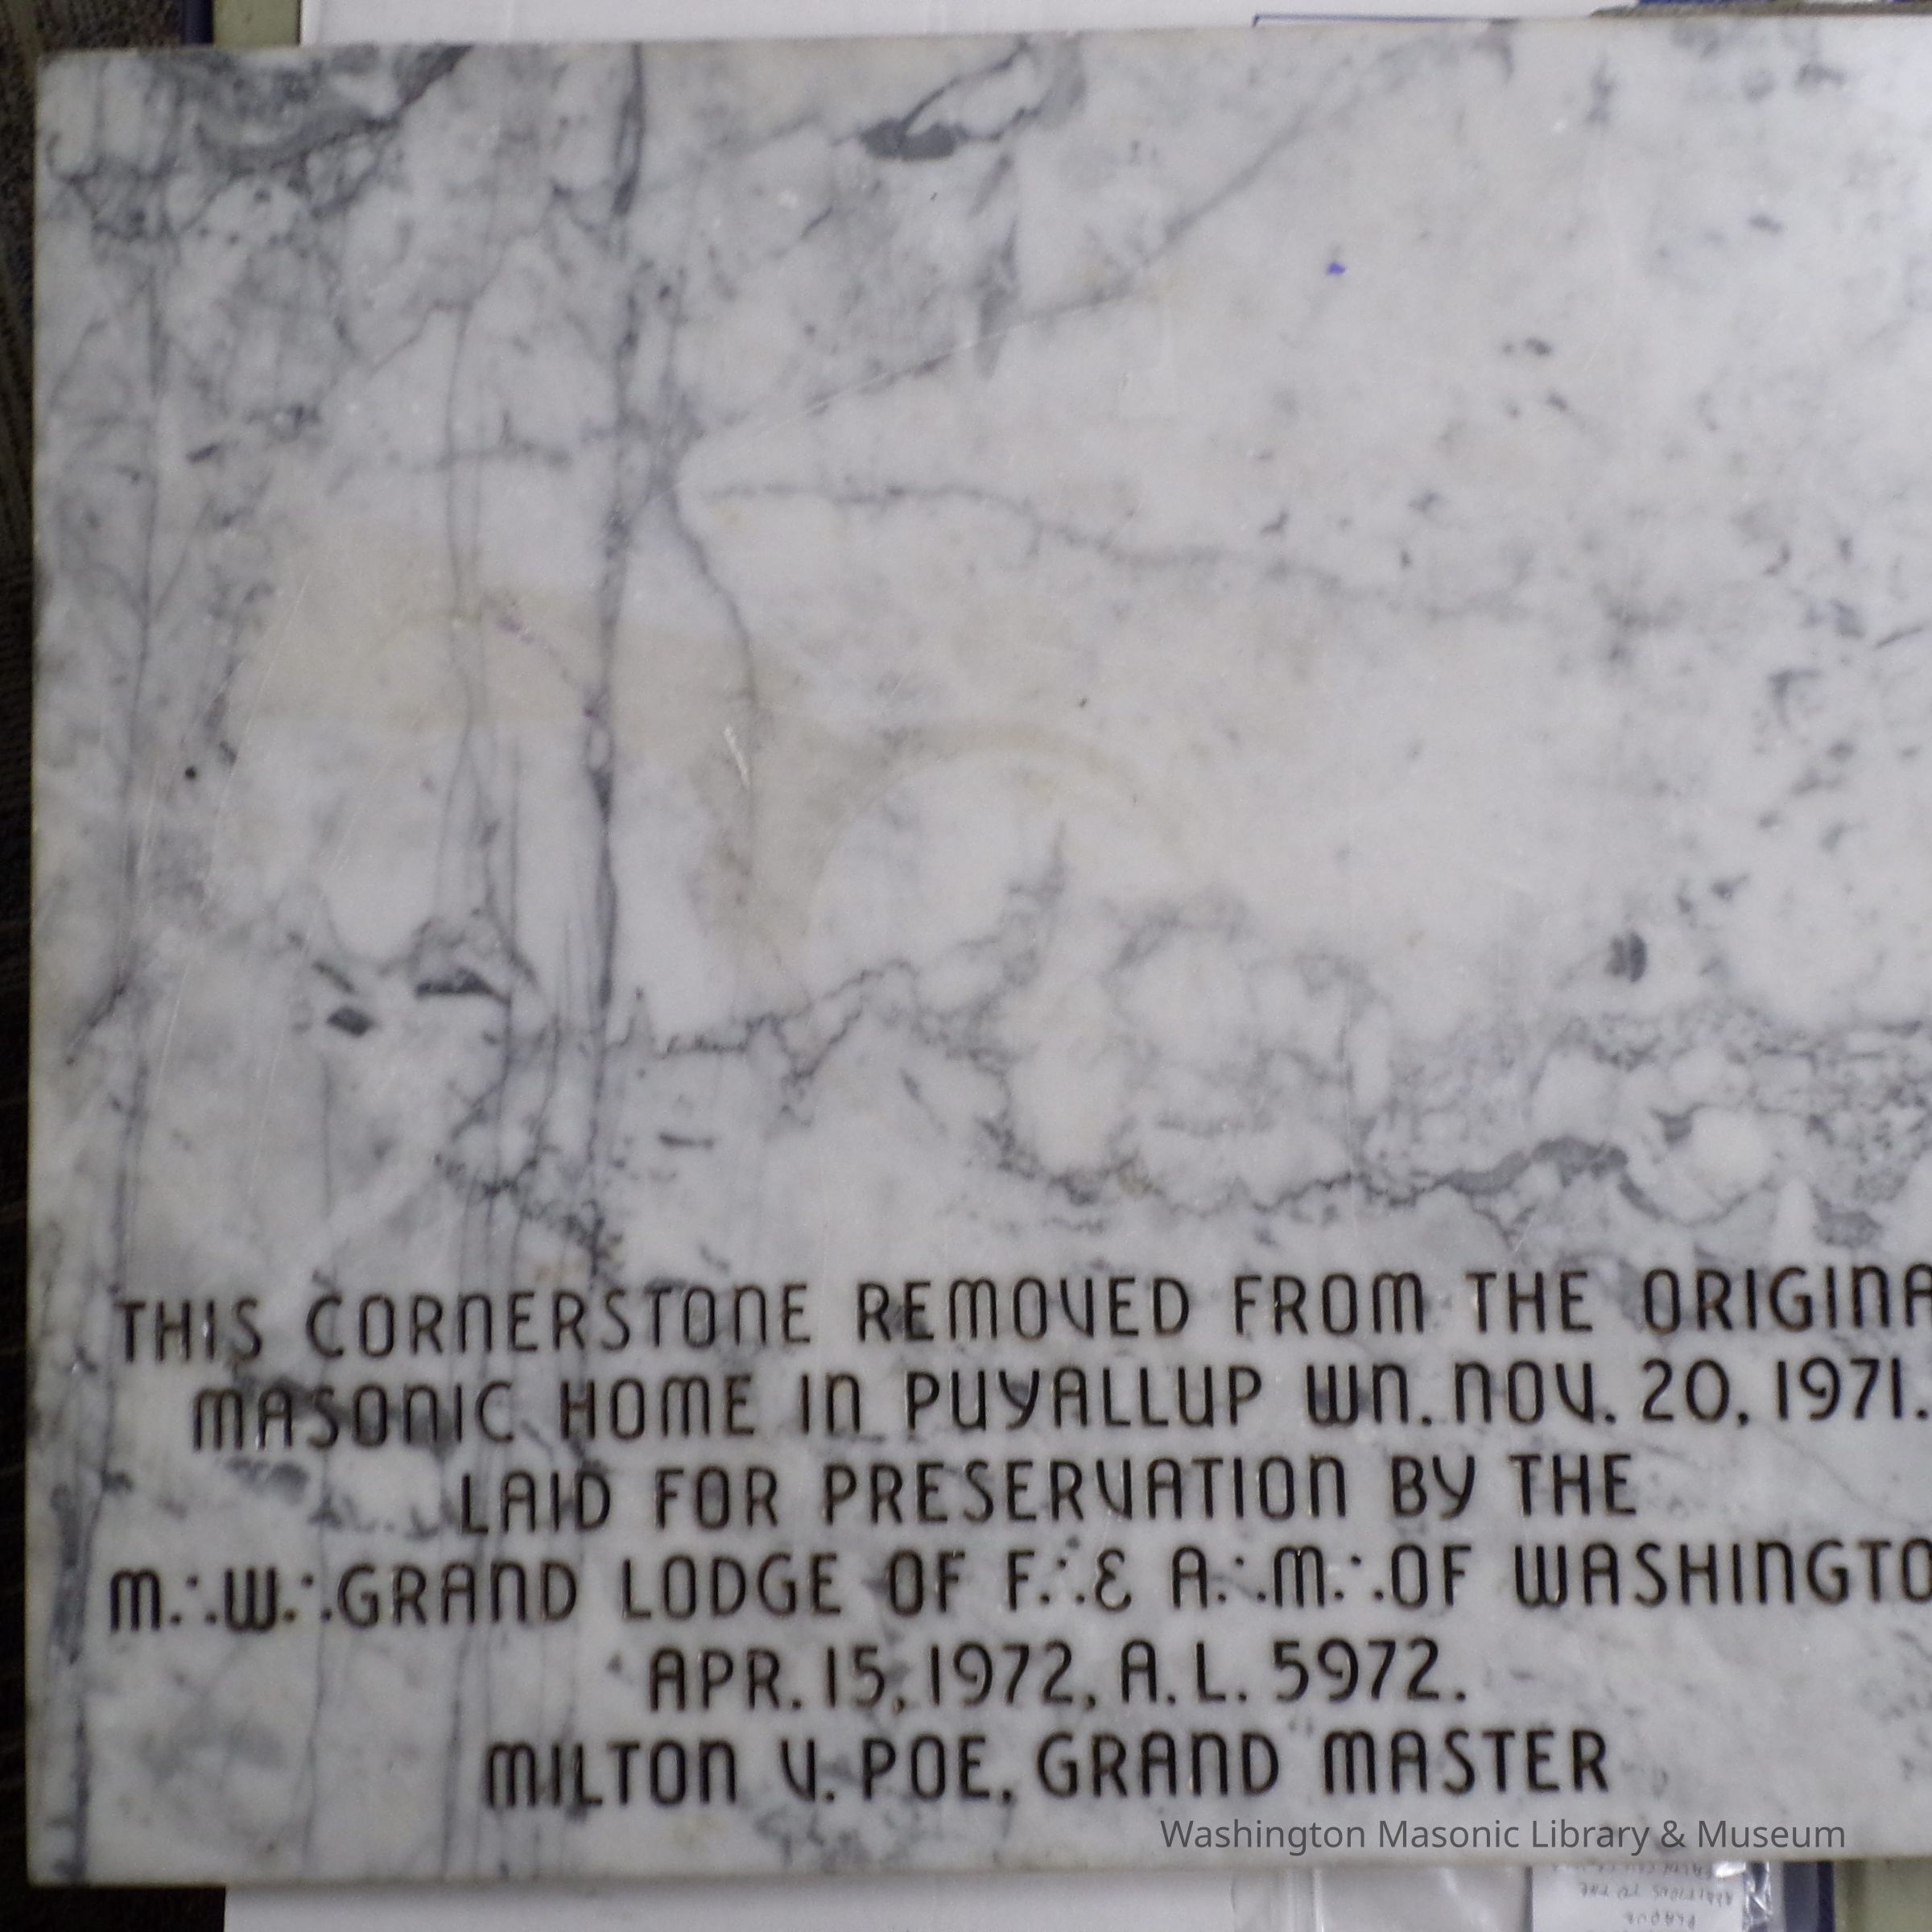 THIS CORNERSTONE REMOVED FROM THE ORIGINA
MASONIC HOME IN PUYALLUP WN. NOV. 20, 1971.
LAID FOR PRESERVATION BY THE
M∴W∴GRAND LODGE OF F∴& A∴M∴OF WASHINGTO
APR. 15, 1972, A. L. 5972.
MILTON V. POE, GRAND MASTER
Washington Masonic Library & Museum